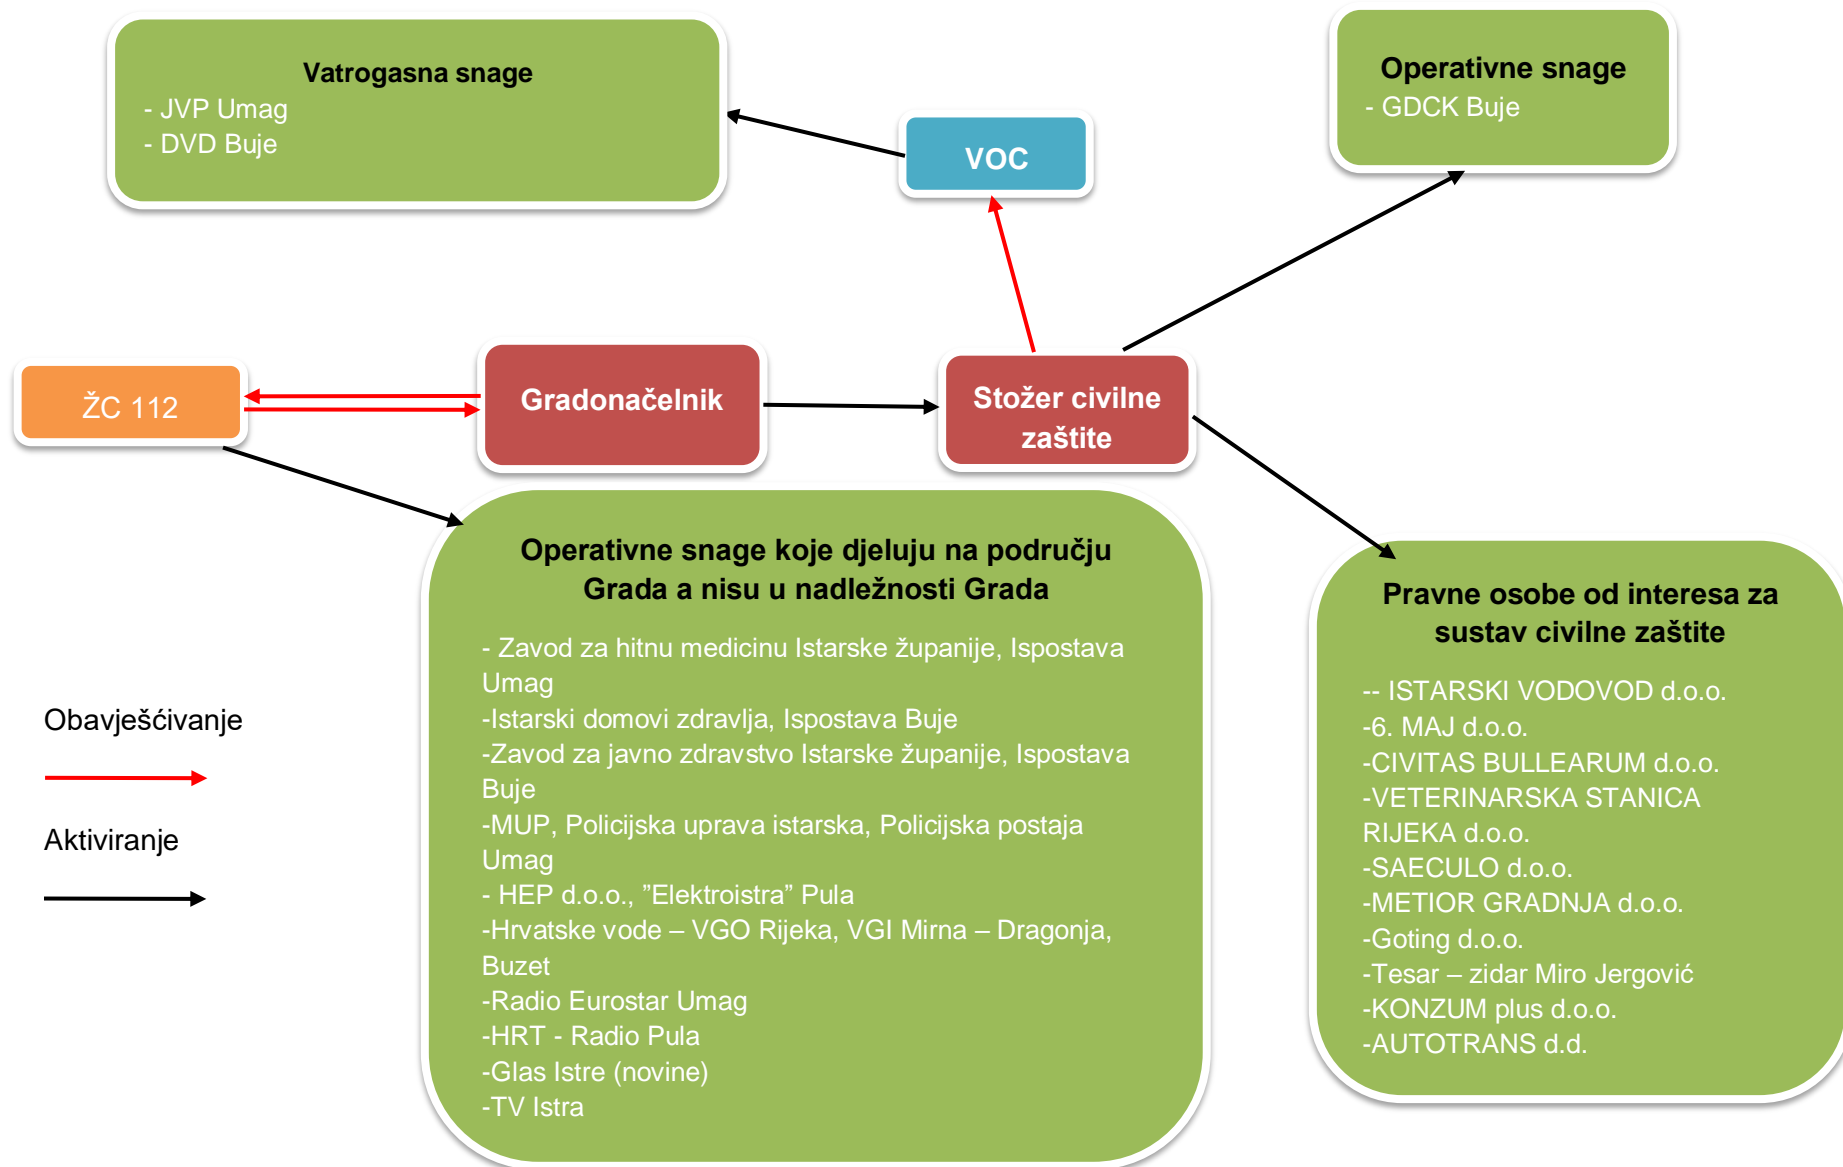 Vatrogasna snage
- JVP Umag
- DVD Buje
VOC
Operativne snage
- GDCK Buje
ŽC 112
Gradonačelnik
Stožer civilne
zaštite
Operativne snage koje djeluju na području
Grada a nisu u nadležnosti Grada
- Zavod za hitnu medicinu Istarske županije, Ispostava
Umag
-Istarski domovi zdravlja, Ispostava Buje
-Zavod za javno zdravstvo Istarske županije, Ispostava
Buje
-MUP, Policijska uprava istarska, Policijska postaja
Umag
- HEP d.o.o., ”Elektroistra” Pula
-Hrvatske vode – VGO Rijeka, VGI Mirna – Dragonja,
Buzet
-Radio Eurostar Umag
-HRT - Radio Pula
-Glas Istre (novine)
-TV Istra
Pravne osobe od interesa za
sustav civilne zaštite
-- ISTARSKI VODOVOD d.o.o.
-6. MAJ d.o.o.
-CIVITAS BULLEARUM d.o.o.
-VETERINARSKA STANICA
RIJEKA d.o.o.
-SAECULO d.o.o.
-METIOR GRADNJA d.o.o.
-Goting d.o.o.
-Tesar – zidar Miro Jergović
-KONZUM plus d.o.o.
-AUTOTRANS d.d.
Obavješćivanje
Aktiviranje